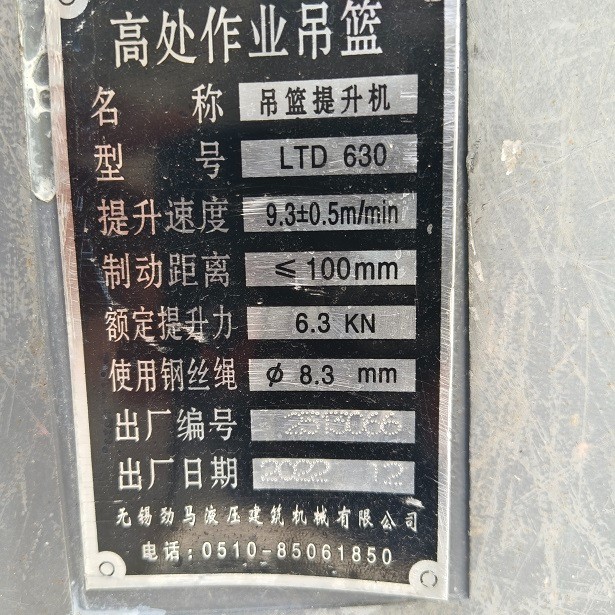 高处作业吊篮
名 称 吊篮提升机
型 号 LTD 630
提升速度 9.3±0.5m/min
制动距离 ≤100mm
额定提升力 6.3 KN
使用钢丝绳 ϕ 8.3 mm
出厂编号
出厂日期 2022 12
无锡劲马液压建筑机械有限公司
电话：0510-85061850